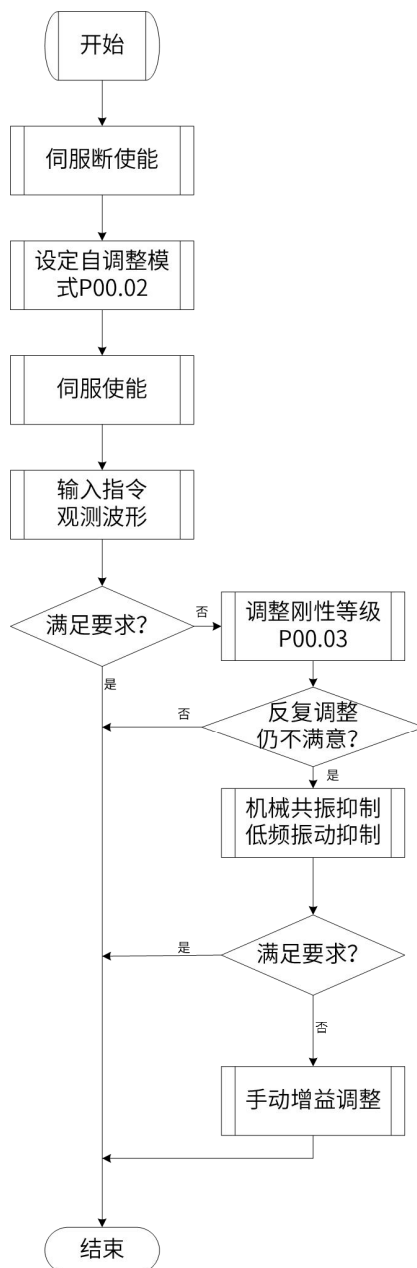 开始
伺服断使能
设定自调整模
式P00.02
伺服使能
输入指令
观测波形
满足要求？
否
调整刚性等级
P00.03
是
否
反复调整
仍不满意？
是
机械共振抑制
低频振动抑制
是
满足要求？
否
手动增益调整
结束